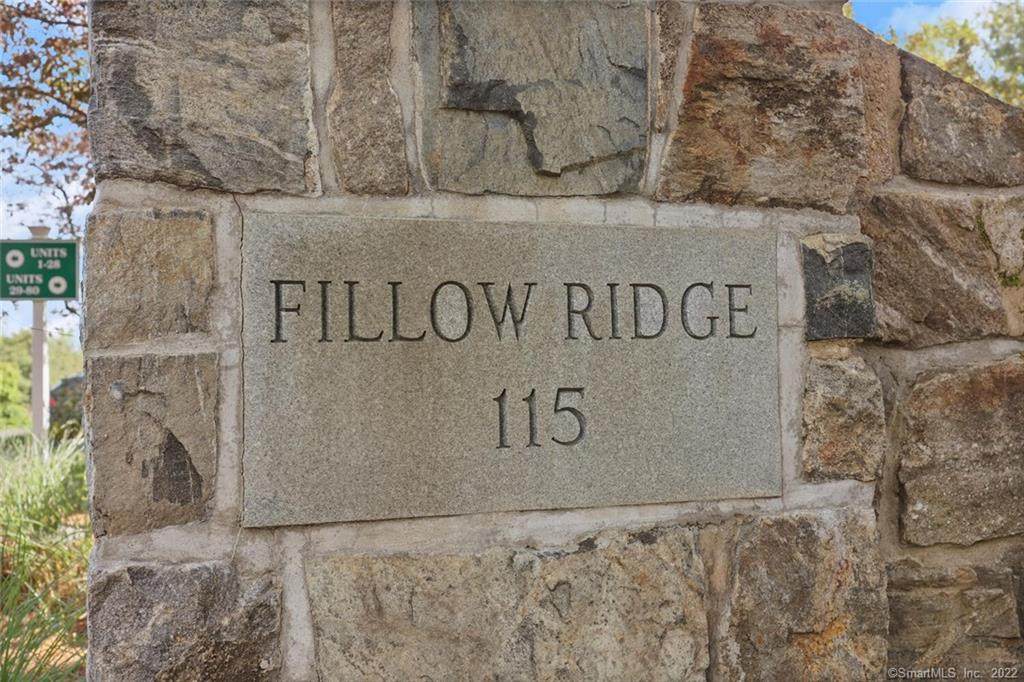 FILLOW RIDGE
115
UNITS
1-28
UNITS
29-80
©SmartMLS, Inc. 2022